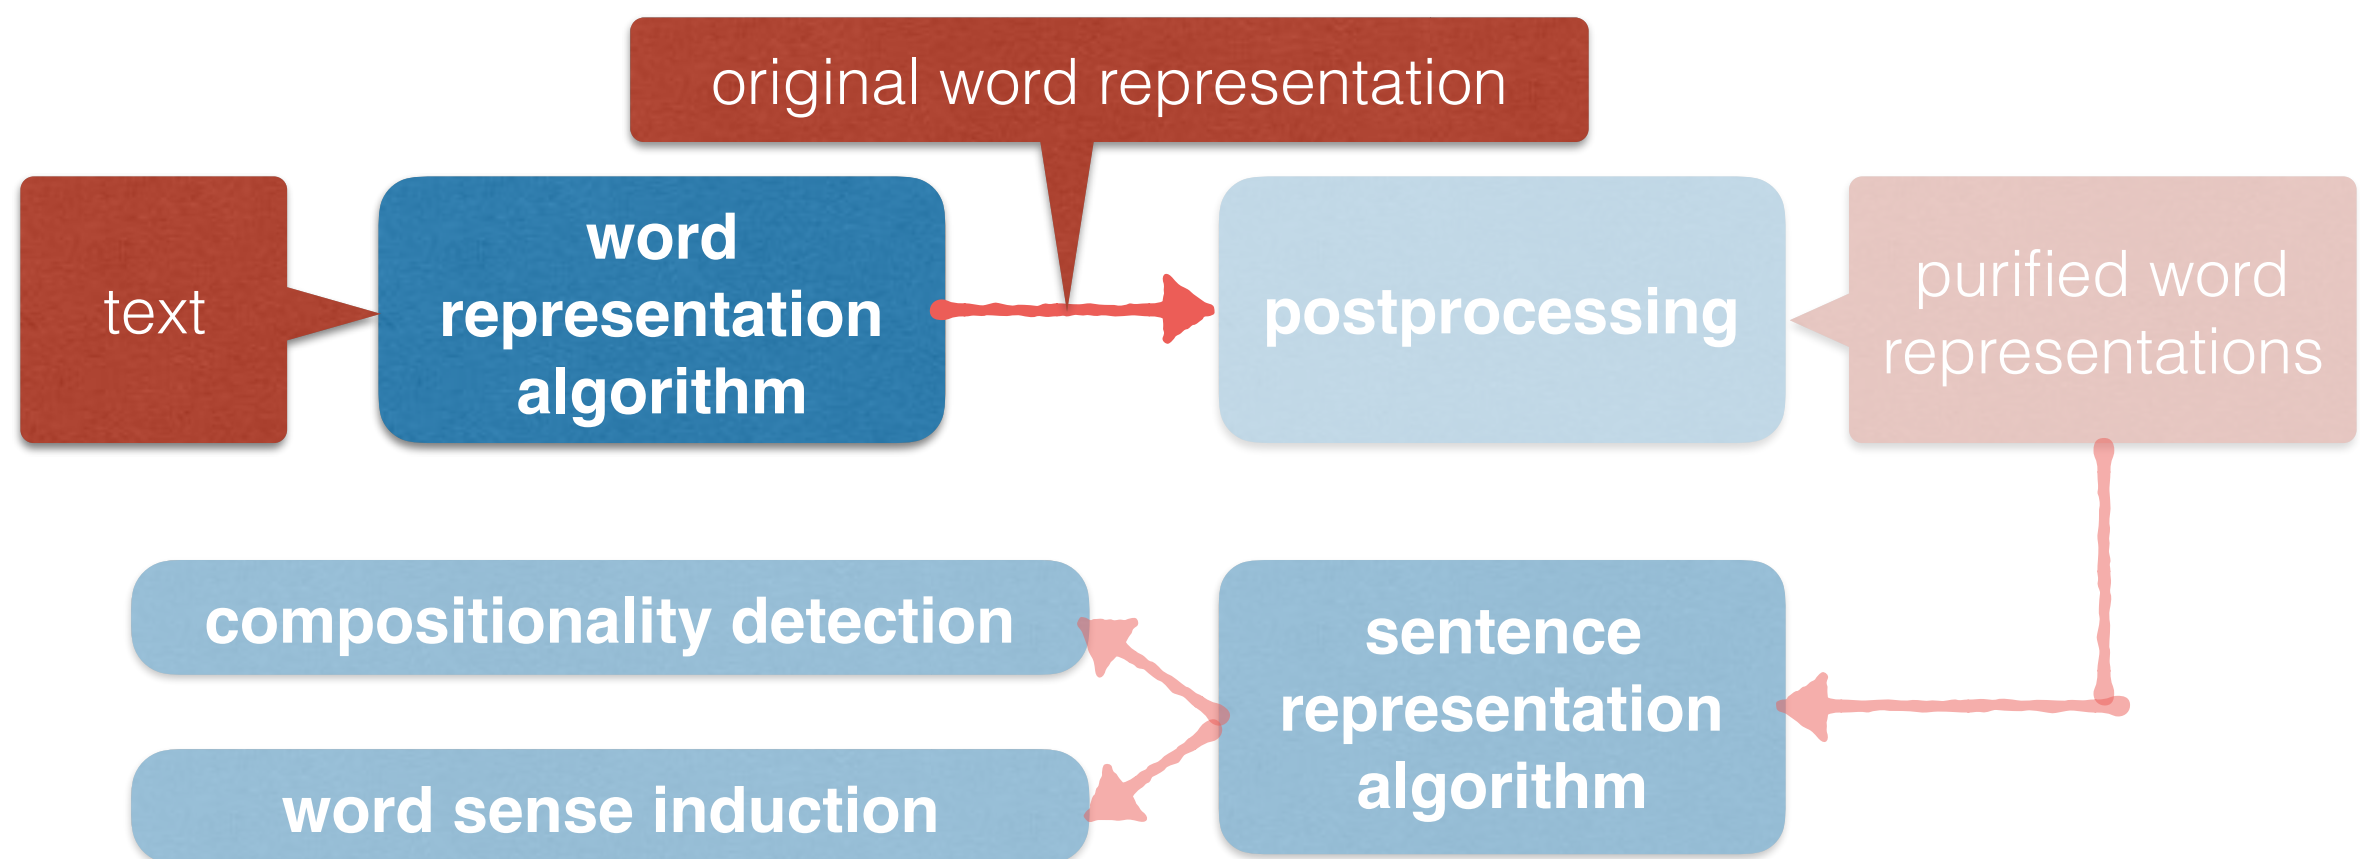 original word representation
text
word
representation
algorithm
postprocessing
purified word
representations
compositionality detection
word sense induction
sentence
representation
algorithm